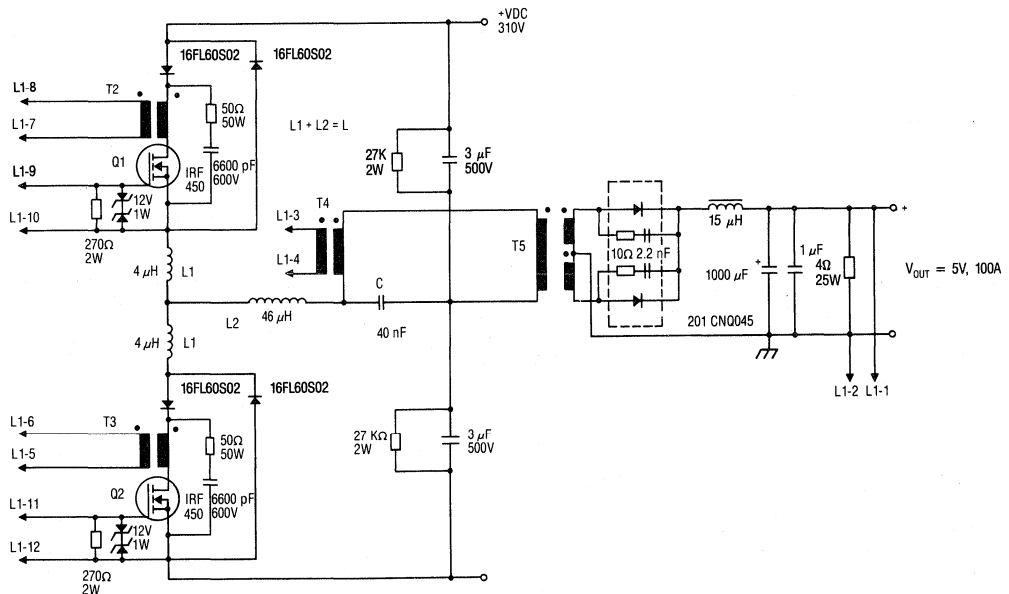 +VDC
310V
16FL60S02
16FL60S02
L1-8
T2
L1-7
50Ω
50W
L1 + L2 = L
Q1
L1-9
IRF
450
6600 pF
600V
27K
2W
3 μF
500V
12V
1W
L1-10
270Ω
2W
4 μH
L1
L1-3
T4
L1-4
T5
10Ω
2.2 nF
15 μH
+
1000 μF
+
1 μF
4Ω
25W
VOUT = 5V, 100A
C
L2
46 μH
40 nF
4 μH
L1
201 CNQ045
L1-2
L1-1
16FL60S02
16FL60S02
L1-6
T3
L1-5
50Ω
50W
27 KΩ
2W
3 μF
500V
Q2
L1-11
IRF
450
6600 pF
600V
12V
1W
L1-12
270Ω
2W